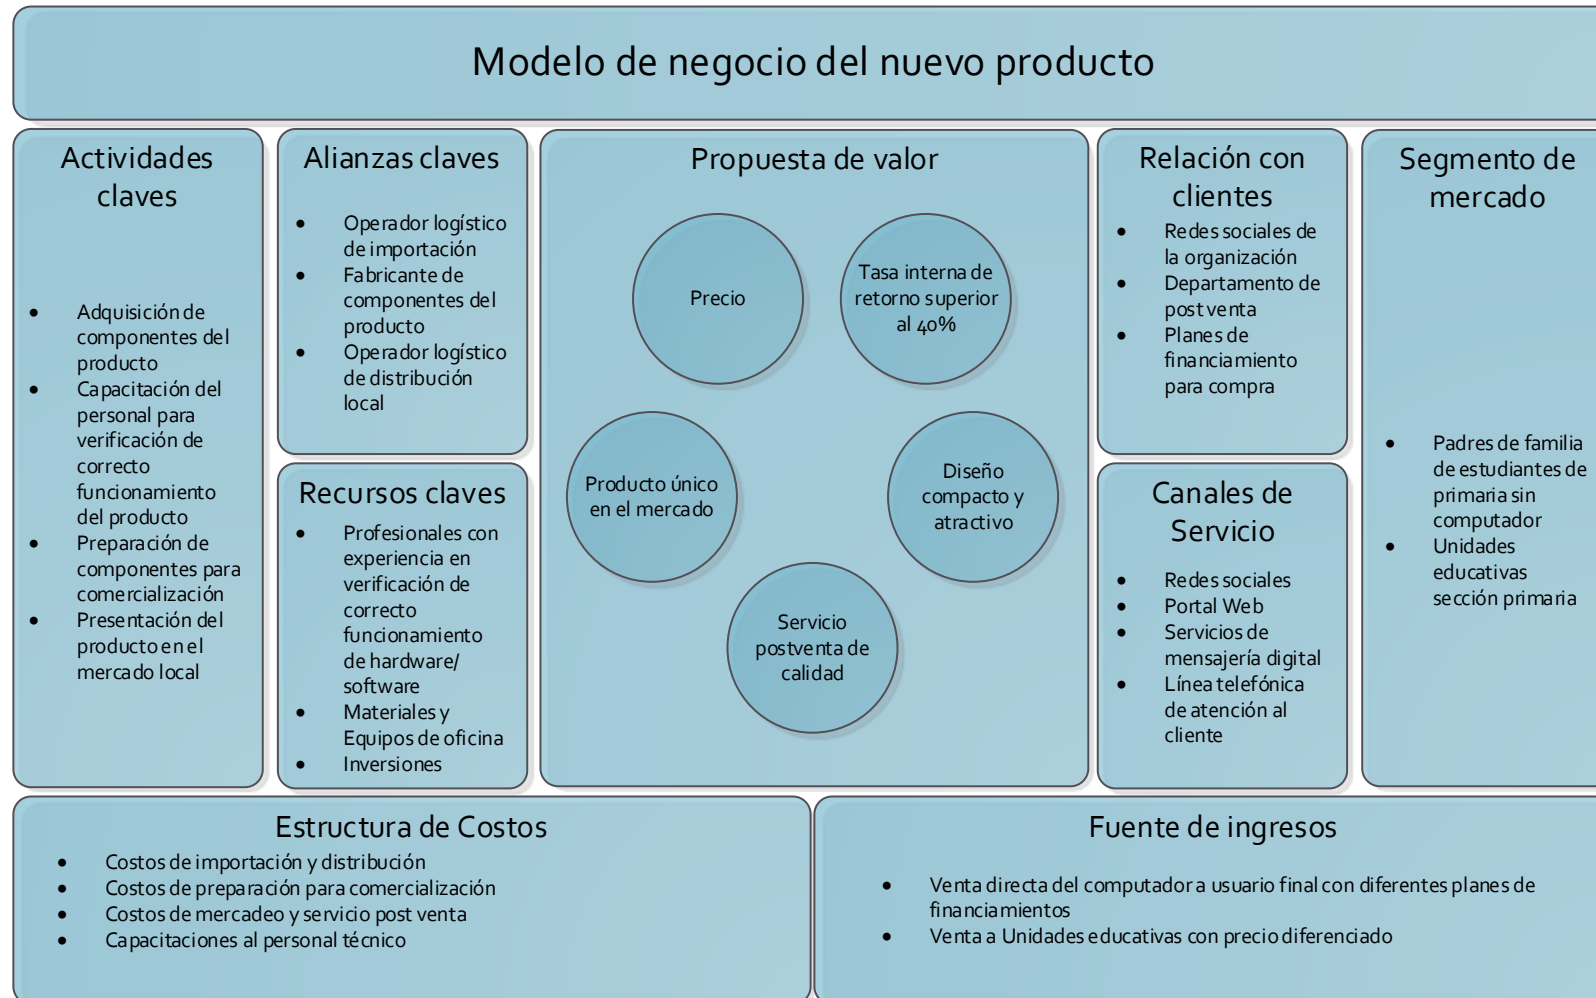 Modelo de negocio del nuevo producto
Actividades
claves
• Adquisición de
componentes del
producto
• Capacitación del
personal para
verificación de
correcto
funcionamiento
del producto
• Preparación de
componentes para
comercialización
• Presentación del
producto en el
mercado local
Alianzas claves
• Operador logístico
de importación
• Fabricante de
componentes del
producto
• Operador logístico
de distribución
local
Recursos claves
• Profesionales con
experiencia en
verificación de
correcto
funcionamiento
de hardware/
software
• Materiales y
Equipos de oficina
• Inversiones
Propuesta de valor
Precio
Tasa interna de
retorno superior
al 40%
Producto único
en el mercado
Diseño
compacto y
atractivo
Servicio
postventa de
calidad
Relación con
clientes
• Redes sociales de
la organización
• Departamento de
post venta
• Planes de
financiamiento
para compra
Canales de
Servicio
• Redes sociales
• Portal Web
• Servicios de
mensajería digital
• Línea telefónica
de atención al
cliente
Segmento de
mercado
• Padres de familia
de estudiantes de
primaria sin
computador
• Unidades
educativas
sección primaria
Estructura de Costos
• Costos de importación y distribución
• Costos de preparación para comercialización
• Costos de mercadeo y servicio post venta
• Capacitaciones al personal técnico
Fuente de ingresos
• Venta directa del computador a usuario final con diferentes planes de
financiamientos
• Venta a Unidades educativas con precio diferenciado